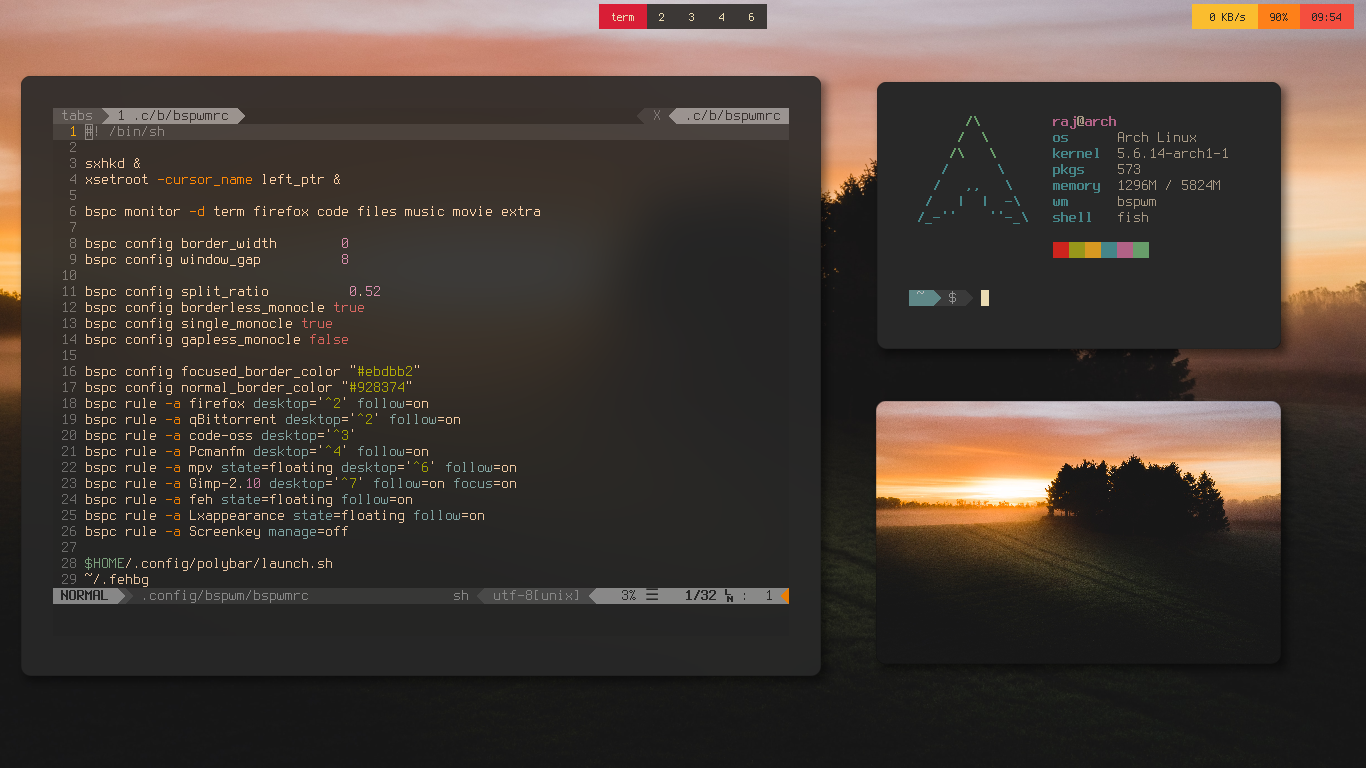 term 2 3 4 6
0 KB/s 90% 09:54
tabs 1 .c/b/bspwmrc X .c/b/bspwmrc
1 #! /bin/sh
2
3 sxhkd &
4 xsetroot -cursor_name left_ptr &
5
6 bspc monitor -d term firefox code files music movie extra
7
8 bspc config border_width 0
9 bspc config window_gap 8
10
11 bspc config split_ratio 0.52
12 bspc config borderless_monocle true
13 bspc config single_monocle true
14 bspc config gapless_monocle false
15
16 bspc config focused_border_color "#ebdbb2"
17 bspc config normal_border_color "#928374"
18 bspc rule -a firefox desktop='^2' follow=on
19 bspc rule -a qBittorrent desktop='^2' follow=on
20 bspc rule -a code-oss desktop='^3'
21 bspc rule -a Pcmanfm desktop='^4' follow=on
22 bspc rule -a mpv state=floating desktop='^6' follow=on
23 bspc rule -a Gimp-2.10 desktop='^7' follow=on focus=on
24 bspc rule -a feh state=floating follow=on
25 bspc rule -a Lxappearance state=floating follow=on
26 bspc rule -a Screenkey manage=off
27
28 $HOME/.config/polybar/launch.sh
29 ~/.fehbg
NORMAL .config/bspwm/bspwmrc sh utf-8[unix] 3% ☰ 1/32 ㏑ : 1
raj@arch
os Arch Linux
kernel 5.6.14-arch1-1
pkgs 573
memory 1296M / 5824M
wm bspwm
shell fish
~ $